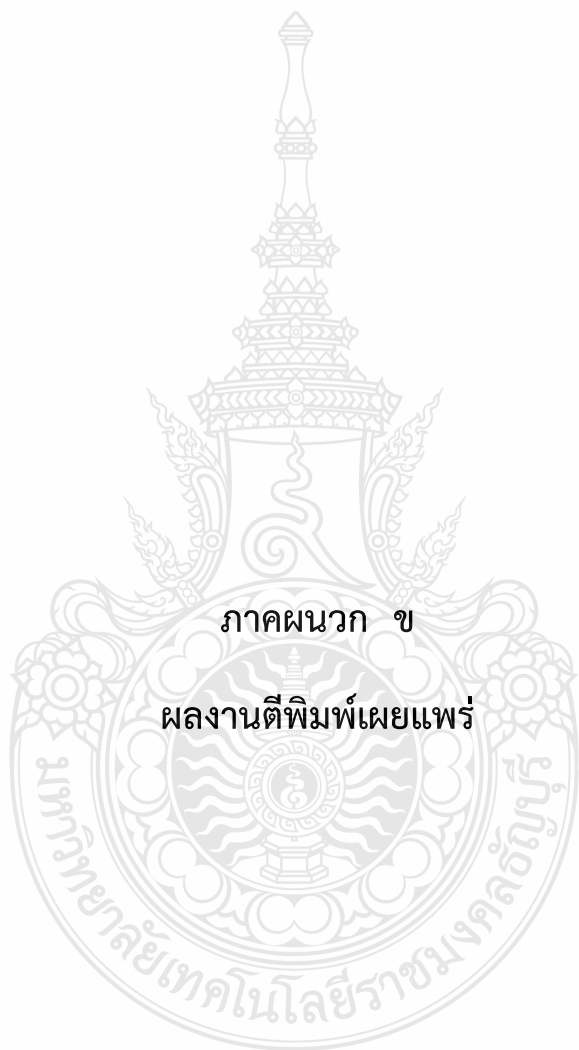 ภาคผนวก ข
ผลงานตีพิมพ์เผยแพร่
มหาวิทยาลัยเทคโนโลยีราชมงคลธัญบุรี